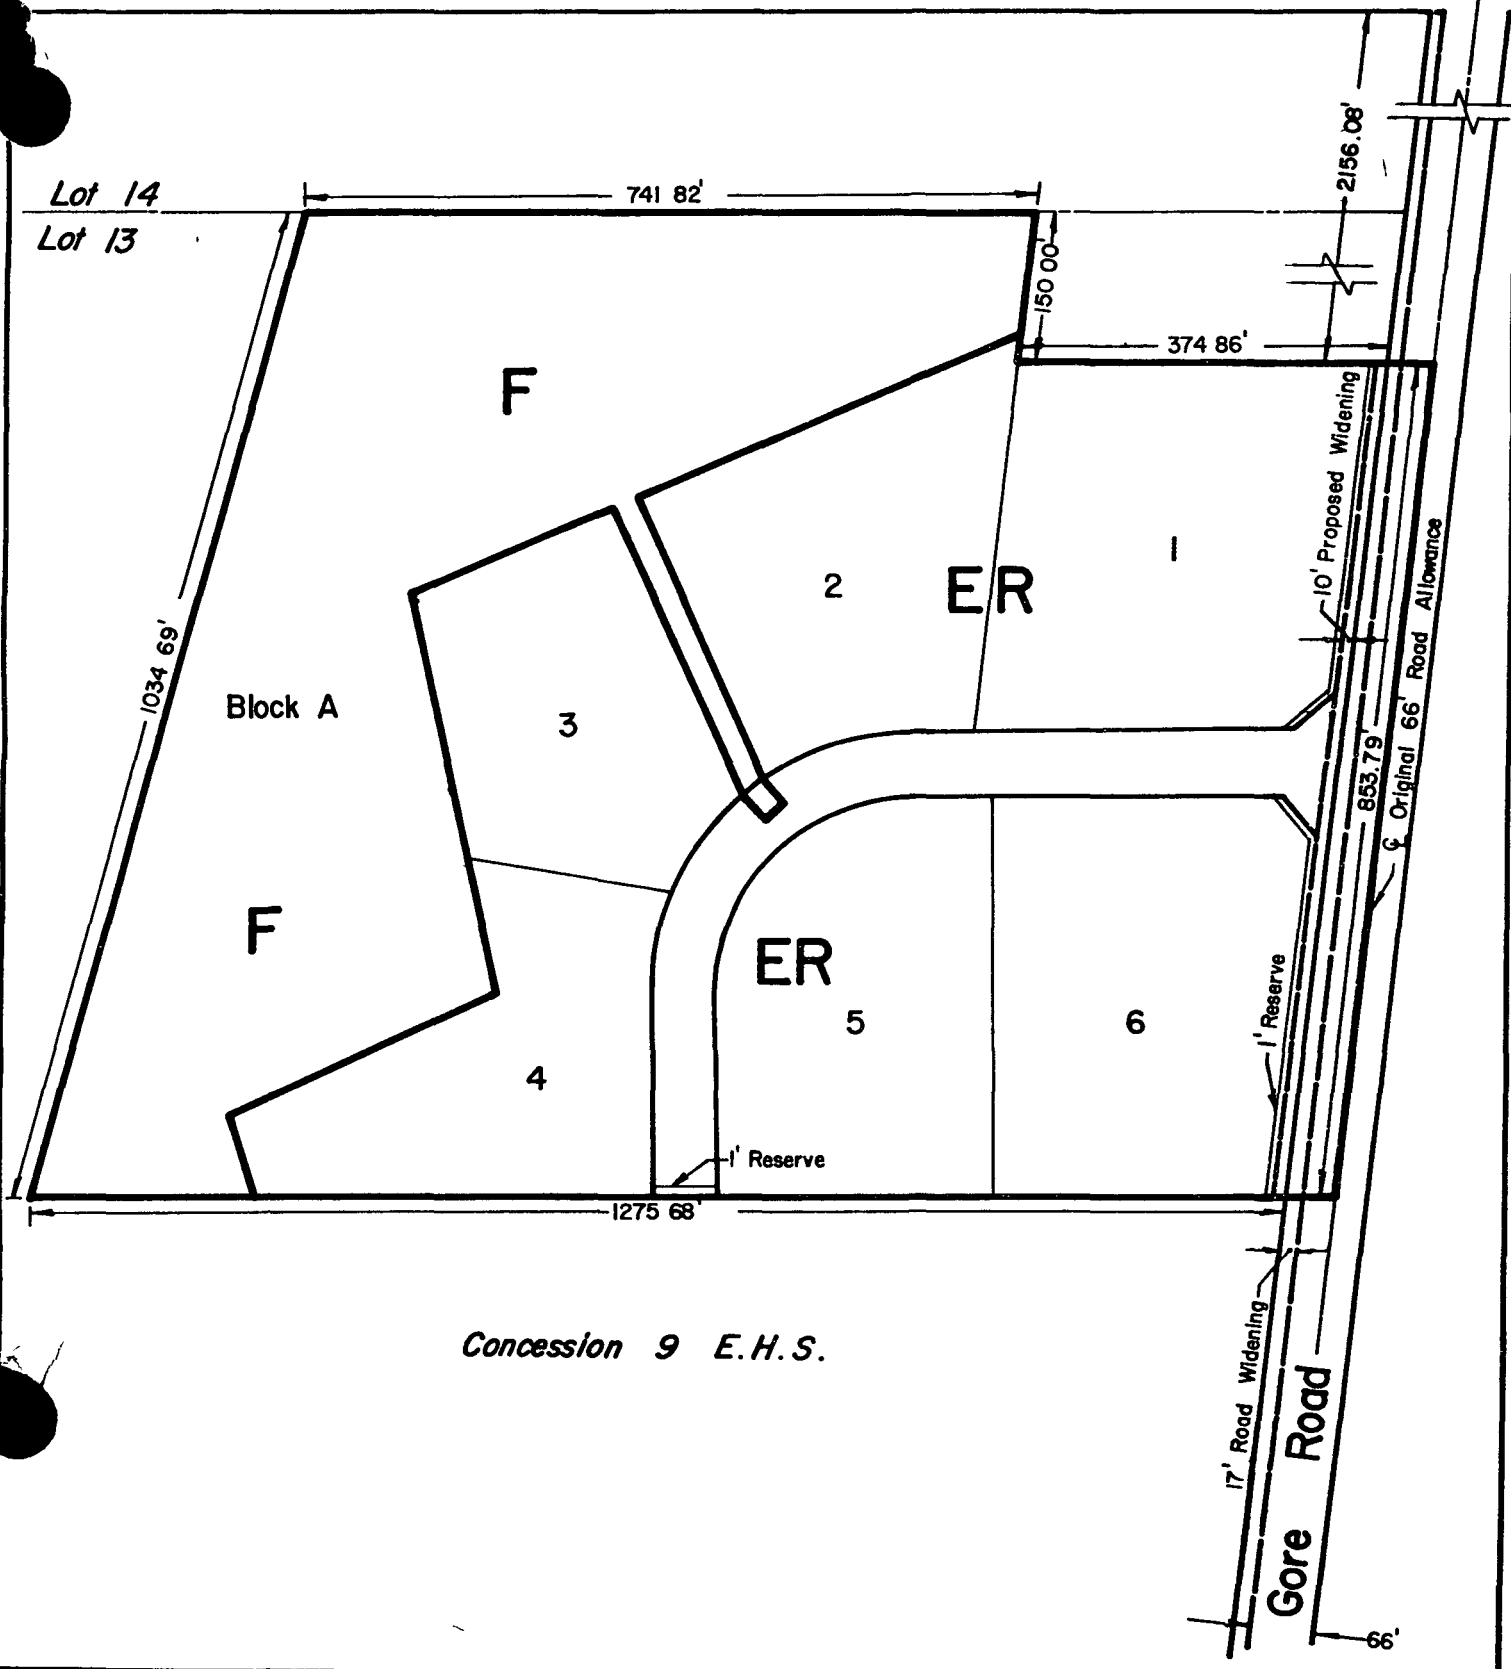 2156.08'
Lot 14
741 82'
Lot 13
150 00'
374 86'
F
10' Proposed Widening
1
2
ER
℄ Original 66' Road Allowance
1034 69'
Block A
3
853.79'
F
ER
1' Reserve
5
6
4
1' Reserve
1275 68'
17' Road Widening
Concession 9 E.H.S.
Gore Road
66'